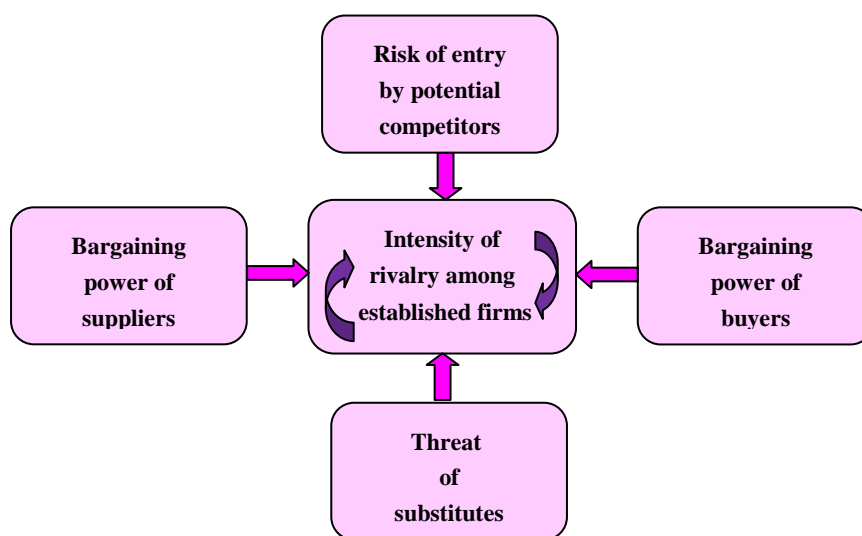 Risk of entry
by potential
competitors
Bargaining
power of
suppliers
Intensity of
rivalry among
established firms
Bargaining
power of
buyers
Threat
of
substitutes